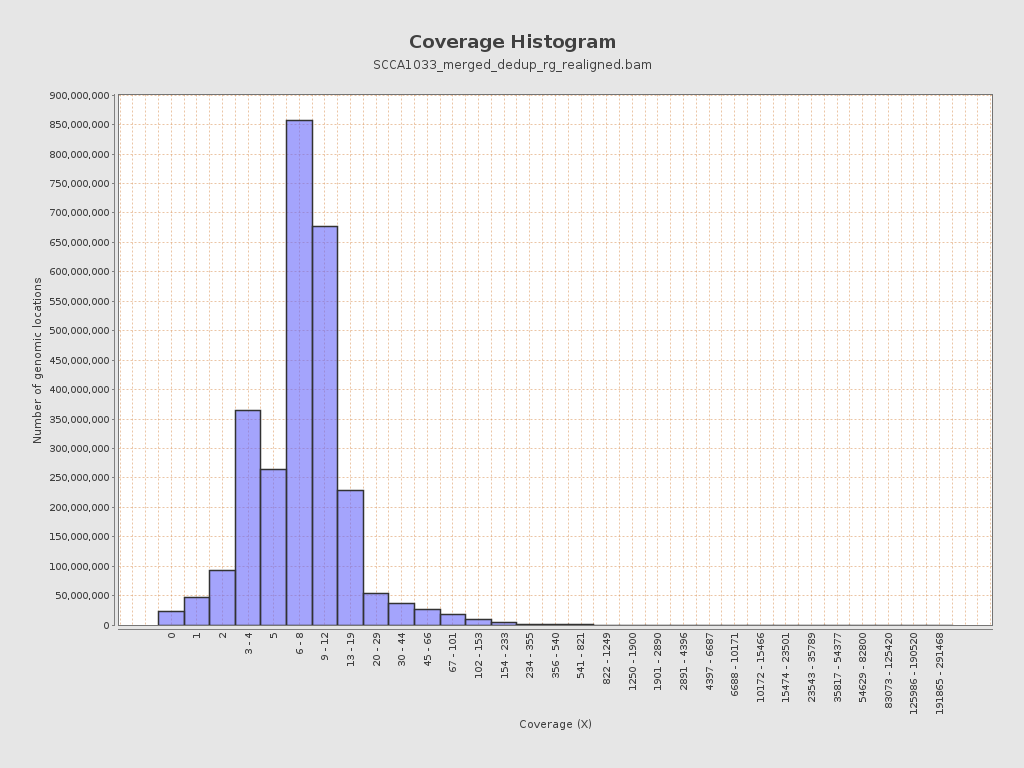 Coverage Histogram
SCCA1033_merged_dedup_rg_realigned.bam
900,000,000
850,000,000
800,000,000
750,000,000
700,000,000
650,000,000
600,000,000
550,000,000
500,000,000
450,000,000
400,000,000
350,000,000
300,000,000
250,000,000
200,000,000
150,000,000
100,000,000
50,000,000
0
Number of genomic locations
0
1
2
3 - 4
5
6 - 8
9 - 12
13 - 19
20 - 29
30 - 44
45 - 66
67 - 101
102 - 153
154 - 233
234 - 355
356 - 540
541 - 821
822 - 1249
1250 - 1900
1901 - 2890
2891 - 4396
4397 - 6687
6688 - 10171
10172 - 15466
15474 - 23501
23543 - 35789
35817 - 54377
54629 - 82800
83073 - 125420
125986 - 190520
191865 - 291468
Coverage (X)